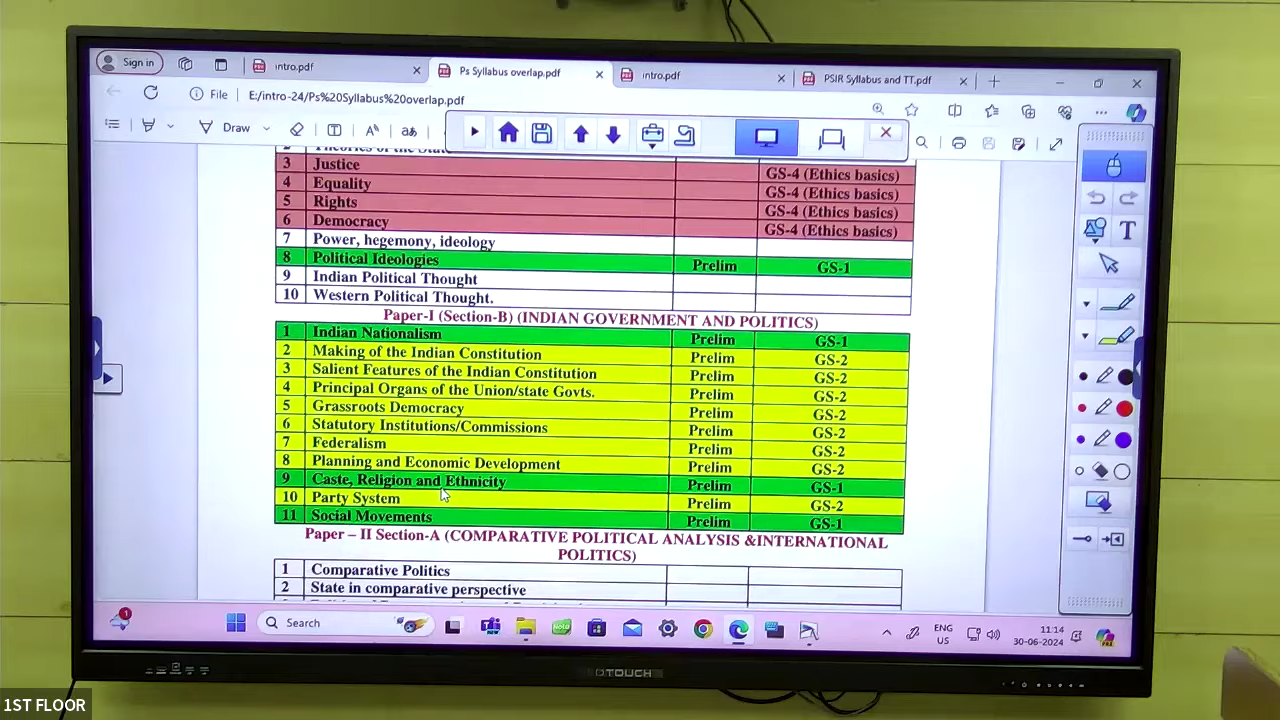 Sign in
intro.pdf
Ps Syllabus overlap.pdf
intro.pdf
PSIR Syllabus and TT.pdf
File E:/intro-24/Ps%20Syllabus%20overlap.pdf
Draw
3 Justice GS-4 (Ethics basics)
4 Equality GS-4 (Ethics basics)
5 Rights GS-4 (Ethics basics)
6 Democracy GS-4 (Ethics basics)
7 Power, hegemony, ideology
8 Political Ideologies Prelim GS-1
9 Indian Political Thought
10 Western Political Thought.
Paper-I (Section-B) (INDIAN GOVERNMENT AND POLITICS)
1 Indian Nationalism Prelim GS-1
2 Making of the Indian Constitution Prelim GS-2
3 Salient Features of the Indian Constitution Prelim GS-2
4 Principal Organs of the Union/state Govts. Prelim GS-2
5 Grassroots Democracy Prelim GS-2
6 Statutory Institutions/Commissions Prelim GS-2
7 Federalism Prelim GS-2
8 Planning and Economic Development Prelim GS-2
9 Caste, Religion and Ethnicity Prelim GS-1
10 Party System Prelim GS-2
11 Social Movements Prelim GS-1
Paper – II Section-A (COMPARATIVE POLITICAL ANALYSIS &INTERNATIONAL
POLITICS)
1 Comparative Politics
2 State in comparative perspective
Search
ENG
US
11:14
30-06-2024
DTOUCH
1ST FLOOR